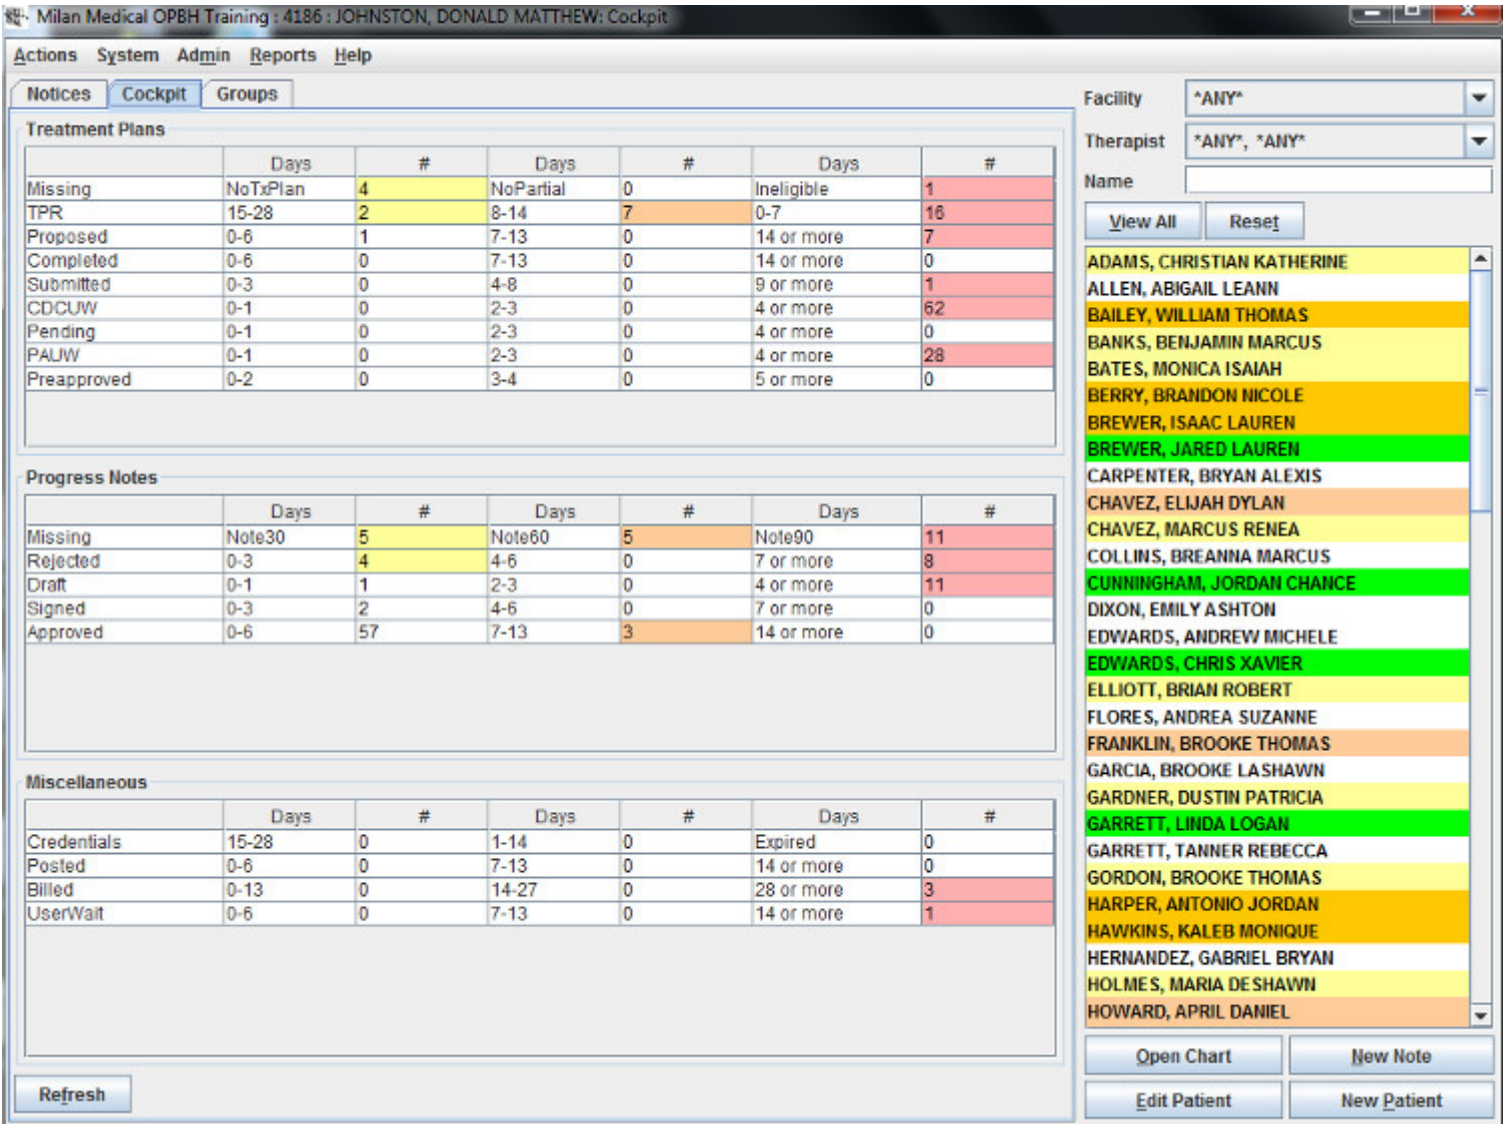 Milan Medical OPBH Training : 4186 : JOHNSTON, DONALD MATTHEW: Cockpit
Actions System Admin Reports Help
Notices Cockpit Groups
Treatment Plans
Days # Days # Days #
Missing NoTxPlan 4 NoPartial 0 Ineligible 1
TPR 15-28 2 8-14 7 0-7 16
Proposed 0-6 1 7-13 0 14 or more 7
Completed 0-6 0 7-13 0 14 or more 0
Submitted 0-3 0 4-8 0 9 or more 1
CDCUW 0-1 0 2-3 0 4 or more 62
Pending 0-1 0 2-3 0 4 or more 0
PAUW 0-1 0 2-3 0 4 or more 28
Preapproved 0-2 0 3-4 0 5 or more 0
Progress Notes
Days # Days # Days #
Missing Note30 5 Note60 5 Note90 11
Rejected 0-3 4 4-6 0 7 or more 8
Draft 0-1 1 2-3 0 4 or more 11
Signed 0-3 2 4-6 0 7 or more 0
Approved 0-6 57 7-13 3 14 or more 0
Miscellaneous
Days # Days # Days #
Credentials 15-28 0 1-14 0 Expired 0
Posted 0-6 0 7-13 0 14 or more 0
Billed 0-13 0 14-27 0 28 or more 3
UserWait 0-6 0 7-13 0 14 or more 1
Refresh
Facility *ANY*
Therapist *ANY*, *ANY*
Name
View All Reset
ADAMS, CHRISTIAN KATHERINE
ALLEN, ABIGAIL LEANN
BAILEY, WILLIAM THOMAS
BANKS, BENJAMIN MARCUS
BATES, MONICA ISAIAH
BERRY, BRANDON NICOLE
BREWER, ISAAC LAUREN
BREWER, JARED LAUREN
CARPENTER, BRYAN ALEXIS
CHAVEZ, ELIJAH DYLAN
CHAVEZ, MARCUS RENEA
COLLINS, BREANNA MARCUS
CUNNINGHAM, JORDAN CHANCE
DIXON, EMILY ASHTON
EDWARDS, ANDREW MICHELE
EDWARDS, CHRIS XAVIER
ELLIOTT, BRIAN ROBERT
FLORES, ANDREA SUZANNE
FRANKLIN, BROOKE THOMAS
GARCIA, BROOKE LASHAWN
GARDNER, DUSTIN PATRICIA
GARRETT, LINDA LOGAN
GARRETT, TANNER REBECCA
GORDON, BROOKE THOMAS
HARPER, ANTONIO JORDAN
HAWKINS, KALEB MONIQUE
HERNANDEZ, GABRIEL BRYAN
HOLMES, MARIA DESHAWN
HOWARD, APRIL DANIEL
Open Chart New Note
Edit Patient New Patient